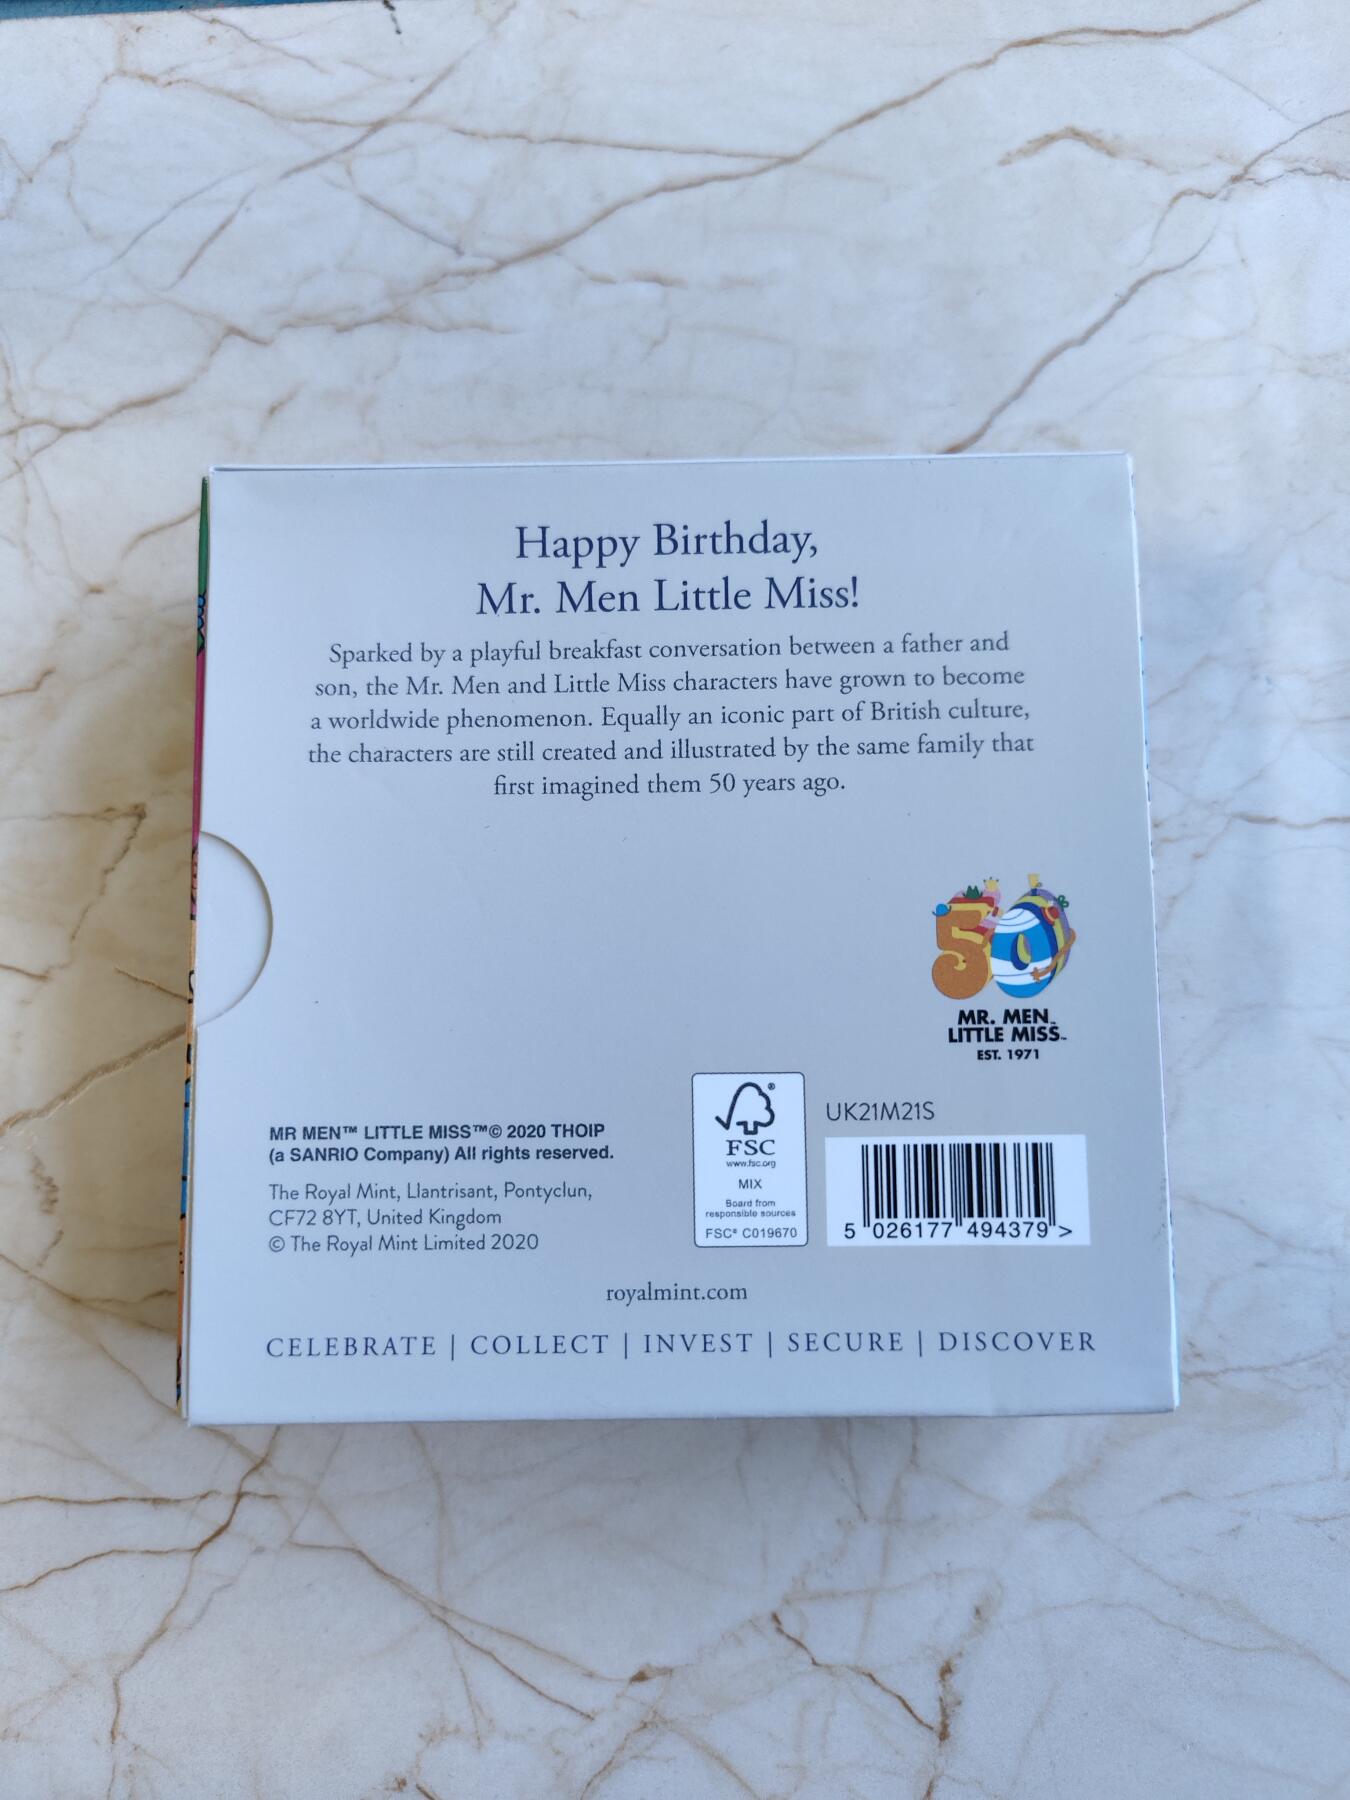 Happy Birthday,
Mr. Men Little Miss!
Sparked by a playful breakfast conversation between a father and
son, the Mr. Men and Little Miss characters have grown to become
a worldwide phenomenon. Equally an iconic part of British culture,
the characters are still created and illustrated by the same family that
first imagined them 50 years ago.
50
MR. MEN™
LITTLE MISS™
EST. 1971
MR MEN™ LITTLE MISS™© 2020 THOIP
(a SANRIO Company) All rights reserved.
The Royal Mint, Llantrisant, Pontyclun,
CF72 8YT, United Kingdom
© The Royal Mint Limited 2020
®
FSC
www.fsc.org
MIX
Board from
responsible sources
FSC® C019670
UK21M21S
5 026177 494379 >
royalmint.com
CELEBRATE | COLLECT | INVEST | SECURE | DISCOVER